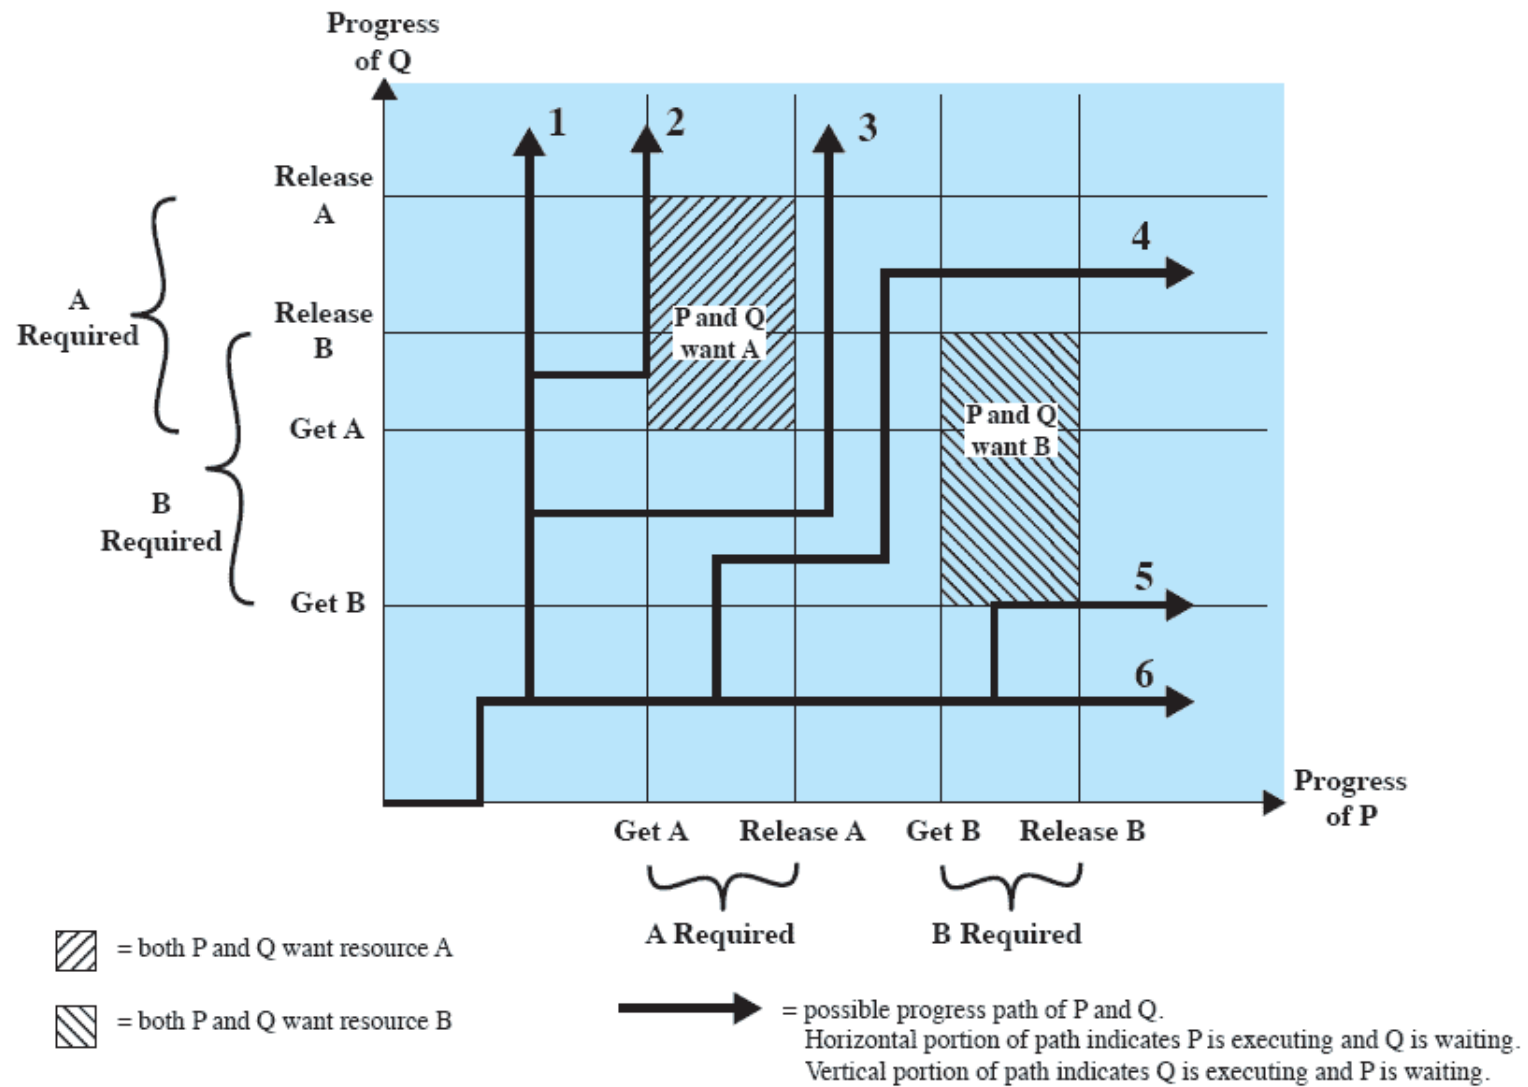 Progress
of Q
1
2
3
Release
A
4
A
Required
Release
B
P and Q
want A
Get A
P and Q
want B
B
Required
Get B
5
6
Progress
of P
Get A
Release A
Get B
Release B
A Required
B Required
= both P and Q want resource A
= both P and Q want resource B
= possible progress path of P and Q.
Horizontal portion of path indicates P is executing and Q is waiting.
Vertical portion of path indicates Q is executing and P is waiting.